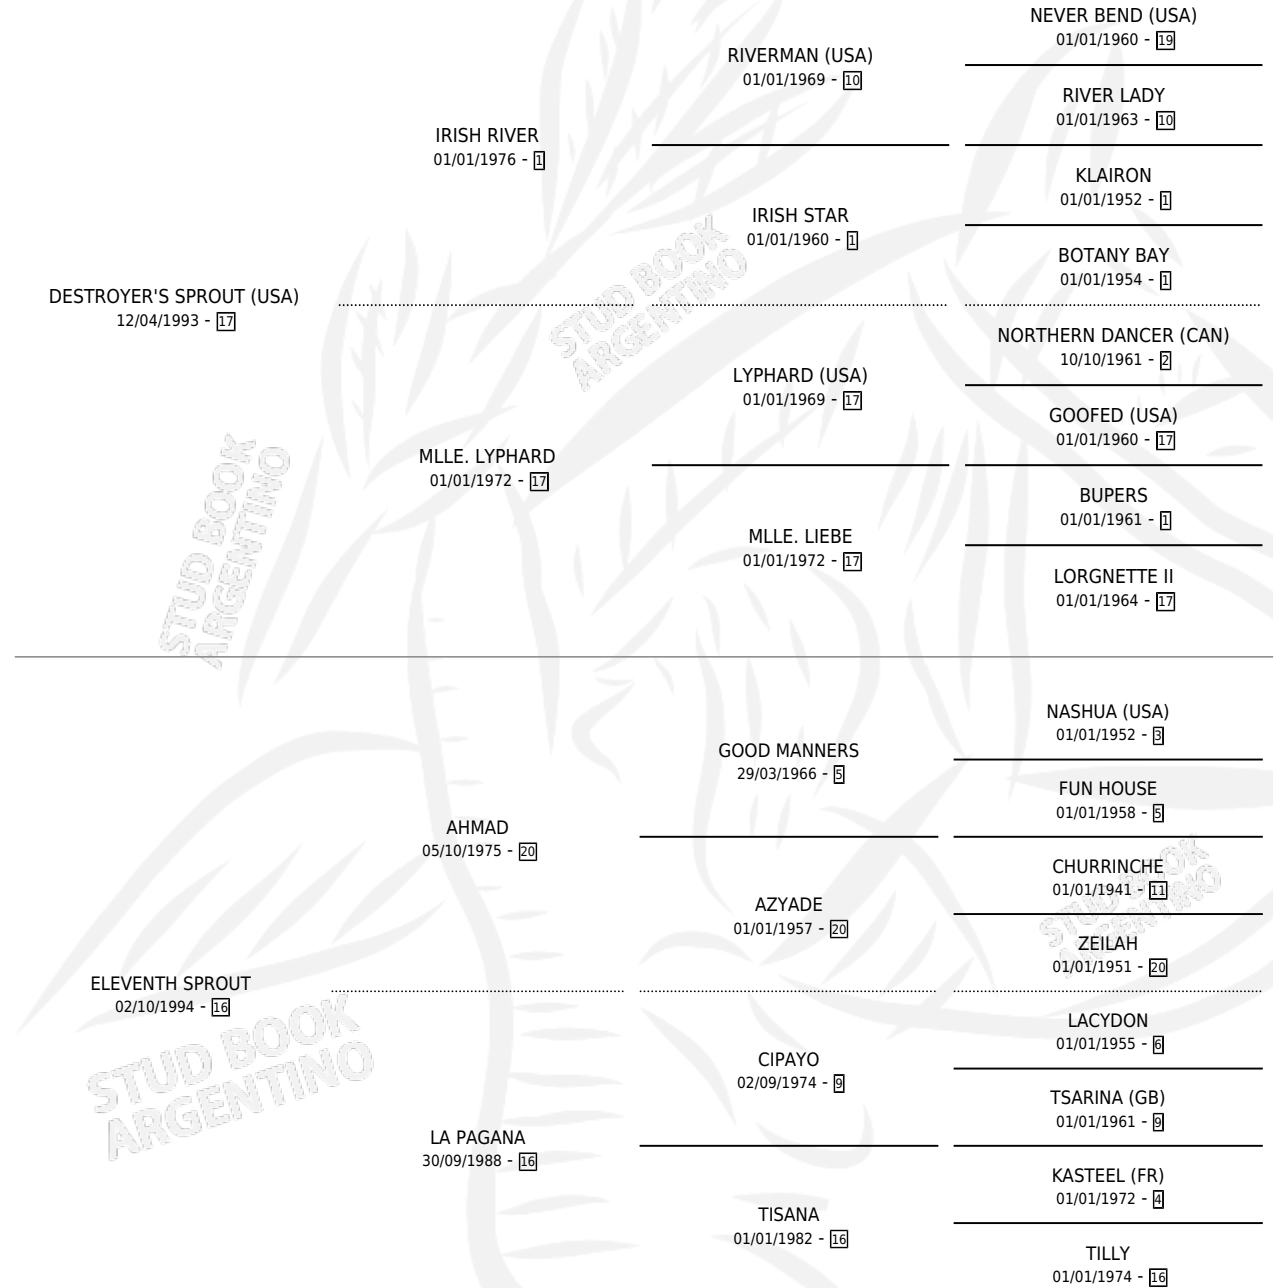 NEVER BEND (USA)
01/01/1960 - 19
RIVERMAN (USA)
01/01/1969 - 10
RIVER LADY
01/01/1963 - 10
IRISH RIVER
01/01/1976 - 1
KLAIRON
01/01/1952 - 1
IRISH STAR
01/01/1960 - 1
BOTANY BAY
01/01/1954 - 1
DESTROYER'S SPROUT (USA)
12/04/1993 - 17
NORTHERN DANCER (CAN)
10/10/1961 - 2
LYPHARD (USA)
01/01/1969 - 17
GOOFED (USA)
01/01/1960 - 17
MLLE. LYPHARD
01/01/1972 - 17
BUPERS
01/01/1961 - 1
MLLE. LIEBE
01/01/1972 - 17
LORGNETTE II
01/01/1964 - 17
NASHUA (USA)
01/01/1952 - 3
GOOD MANNERS
29/03/1966 - 5
FUN HOUSE
01/01/1958 - 5
AHMAD
05/10/1975 - 20
CHURRINCHE
01/01/1941 - 11
AZYADE
01/01/1957 - 20
ZEILAH
01/01/1951 - 20
ELEVENTH SPROUT
02/10/1994 - 16
LACYDON
01/01/1955 - 6
CIPAYO
02/09/1974 - 9
TSARINA (GB)
01/01/1961 - 9
LA PAGANA
30/09/1988 - 16
KASTEEL (FR)
01/01/1972 - 4
TISANA
01/01/1982 - 16
TILLY
01/01/1974 - 16
STUD BOOK
ARGENTINO
STUD BOOK
ARGENTINO
STUD BOOK
ARGENTINO
STUD BOOK
ARGENTINO